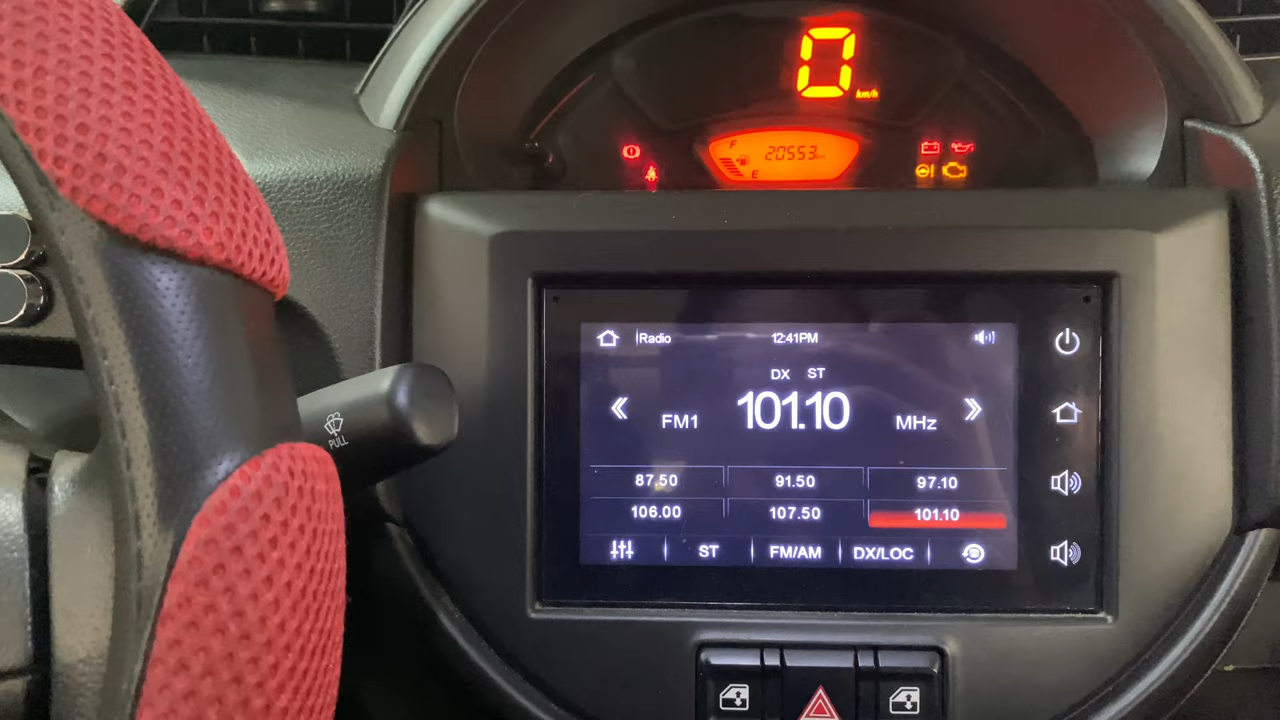 0
km/h
F
20553km
E
Radio 12:41PM
DX ST
FM1 101.10 MHz
87.50 91.50 97.10
106.00 107.50 101.10
ST FM/AM DX/LOC
PULL